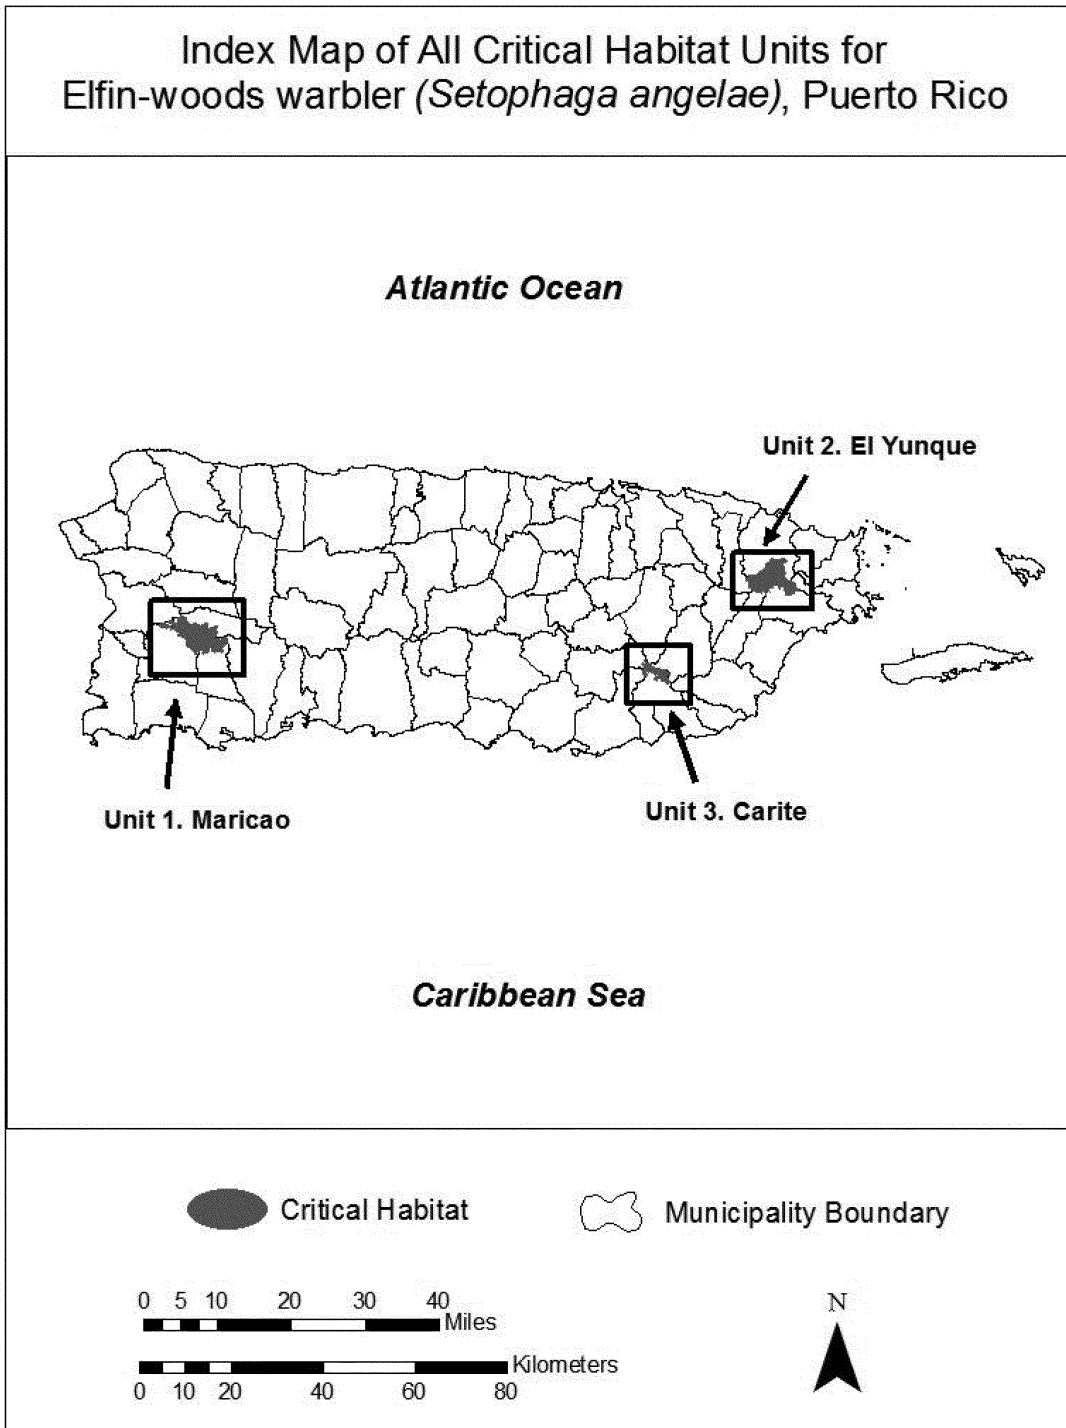 Index Map of All Critical Habitat Units for
Elfin-woods warbler (Setophaga angelae), Puerto Rico
Atlantic Ocean
Unit 2. El Yunque
Unit 1. Maricao
Unit 3. Carite
Caribbean Sea
Critical Habitat
Municipality Boundary
0 5 10 20 30 40
Miles
Kilometers
0 10 20 40 60 80
N